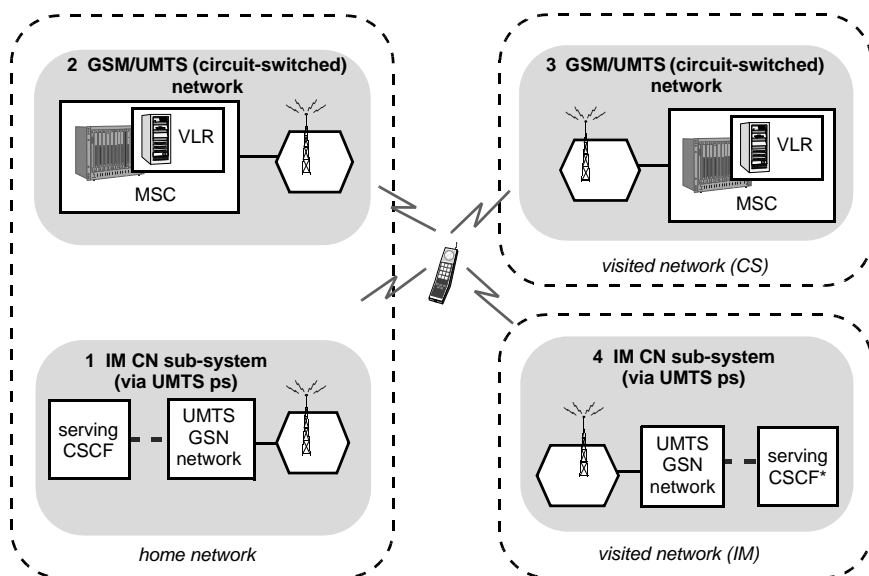 2 GSM/UMTS (circuit-switched)
network
VLR
MSC
1 IM CN sub-system
(via UMTS ps)
serving
CSCF
UMTS
GSN
network
home network
3 GSM/UMTS (circuit-switched)
network
VLR
MSC
visited network (CS)
4 IM CN sub-system
(via UMTS ps)
UMTS
GSN
network
serving
CSCF*
visited network (IM)